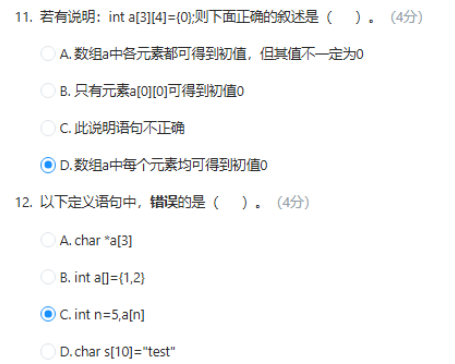 11. 若有说明：int a[3][4]={0};则下面正确的叙述是（ ）。 (4分)
A. 数组a中各元素都可得到初值，但其值不一定为0
B. 只有元素a[0][0]可得到初值0
C. 此说明语句不正确
D. 数组a中每个元素均可得到初值0
12. 以下定义语句中，错误的是（ ）。 (4分)
A. char *a[3]
B. int a[]={1,2}
C. int n=5,a[n]
D. char s[10]="test"